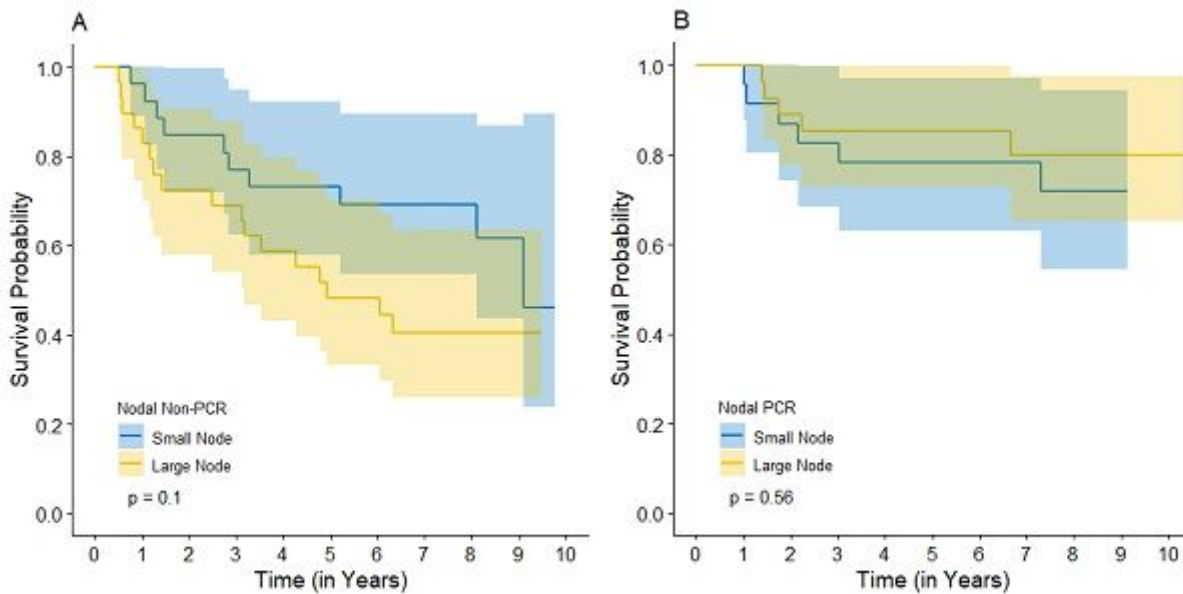 A
Survival Probability
1.0
0.8
0.6
0.4
0.2
0.0
Nodal Non-PCR
Small Node
Large Node
p = 0.1
0 1 2 3 4 5 6 7 8 9 10
Time (in Years)
B
Survival Probability
1.0
0.8
0.6
0.4
0.2
0.0
Nodal PCR
Small Node
Large Node
p = 0.56
0 1 2 3 4 5 6 7 8 9 10
Time (in Years)